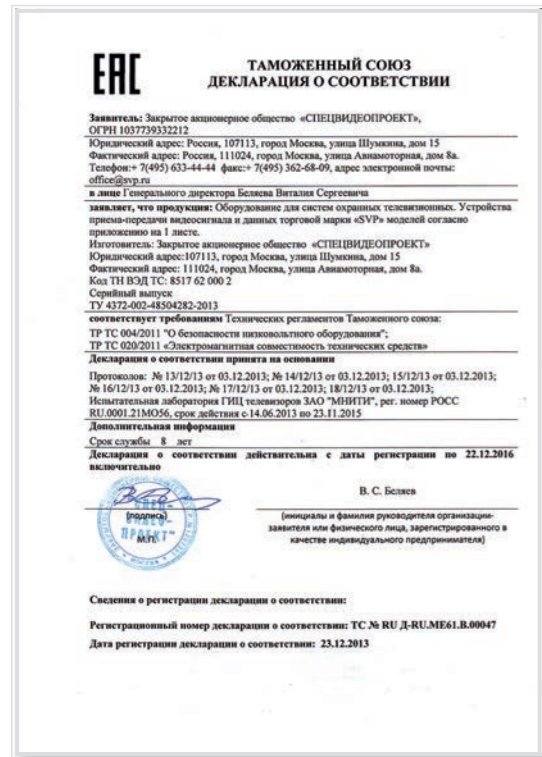 ЕАС
ТАМОЖЕННЫЙ СОЮЗ
ДЕКЛАРАЦИЯ О СООТВЕТСТВИИ
Заявитель: Закрытое акционерное общество «СПЕЦВИДЕОПРОЕКТ»,
ОГРН 1037739332212
Юридический адрес: Россия, 107113, город Москва, улица Шумкина, дом 15
Фактический адрес: Россия, 111024, город Москва, улица Авиамоторная, дом 8а.
Телефон:+ 7(495) 633-44-44 факс:+ 7(495) 362-68-09, адрес электронной почты:
office@svp.ru
в лице Генерального директора Беляева Виталия Сергеевича
заявляет, что продукция: Оборудование для систем охранных телевизионных. Устройства
приема-передачи видеосигнала и данных торговой марки «SVP» моделей согласно
приложению на 1 листе.
Изготовитель: Закрытое акционерное общество «СПЕЦВИДЕОПРОЕКТ»
Юридический адрес:107113, город Москва, улица Шумкина, дом 15
Фактический адрес: 111024, город Москва, улица Авиамоторная, дом 8а.
Код ТН ВЭД ТС: 8517 62 000 2
Серийный выпуск
ТУ 4372-002-48504282-2013
соответствует требованиям Технических регламентов Таможенного союза:
ТР ТС 004/2011 "О безопасности низковольтного оборудования";
ТР ТС 020/2011 «Электромагнитная совместимость технических средств»
Декларация о соответствии принята на основании
Протоколов: № 13/12/13 от 03.12.2013; № 14/12/13 от 03.12.2013; 15/12/13 от 03.12.2013;
№ 16/12/13 от 03.12.2013; № 17/12/13 от 03.12.2013; 18/12/13 от 03.12.2013;
Испытательная лаборатория ГИЦ телевизоров ЗАО "МНИТИ", рег. номер РОСС
RU.0001.21МО56, срок действия с-14.06.2013 по 23.11.2015
Дополнительная информация
Срок службы 8 лет
Декларация о соответствии действительна с даты регистрации по 22.12.2016
включительно
В. С. Беляев
(подпись)
М.П.
СПЕЦ-
ВИДЕО-
ПРОЕКТ"
МОСКВА
(инициалы и фамилия руководителя организации-
заявителя или физического лица, зарегистрированного в
качестве индивидуального предпринимателя)
Сведения о регистрации декларации о соответствии:
Регистрационный номер декларации о соответствии: ТС № RU Д-RU.МЕ61.В.00047
Дата регистрации декларации о соответствии: 23.12.2013